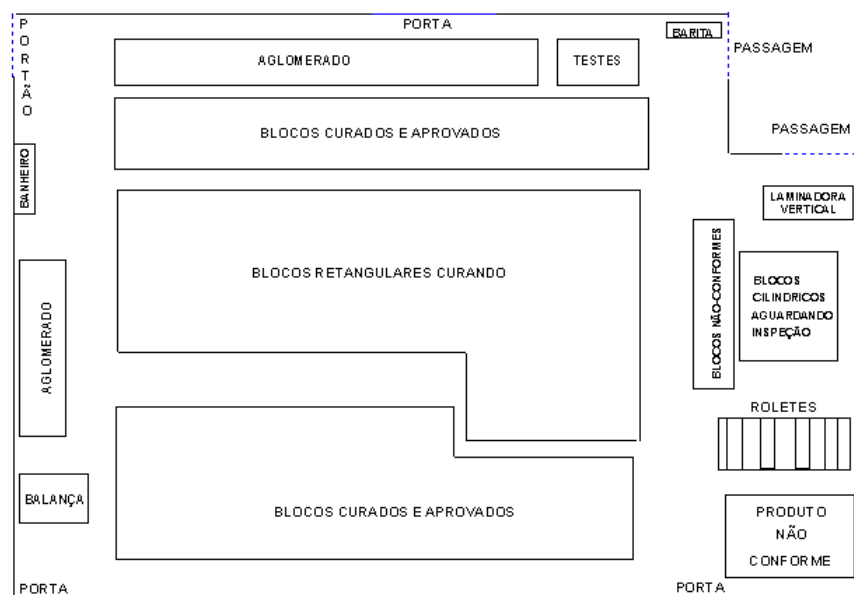 PORTÃO
PORTA
BARITA
PASSAGEM
AGLOMERADO
TESTES
BLOCOS CURADOS E APROVADOS
PASSAGEM
BANHEIRO
LAMINADORA
VERTICAL
BLOCOS RETANGULARES CURANDO
BLOCOS NÃO-CONFORMES
BLOCOS
CILINDRICOS
AGUARDANDO
INSPEÇÃO
AGLOMERADO
ROLETES
BALANÇA
BLOCOS CURADOS E APROVADOS
PRODUTO
NÃO
CONFORME
PORTA
PORTA